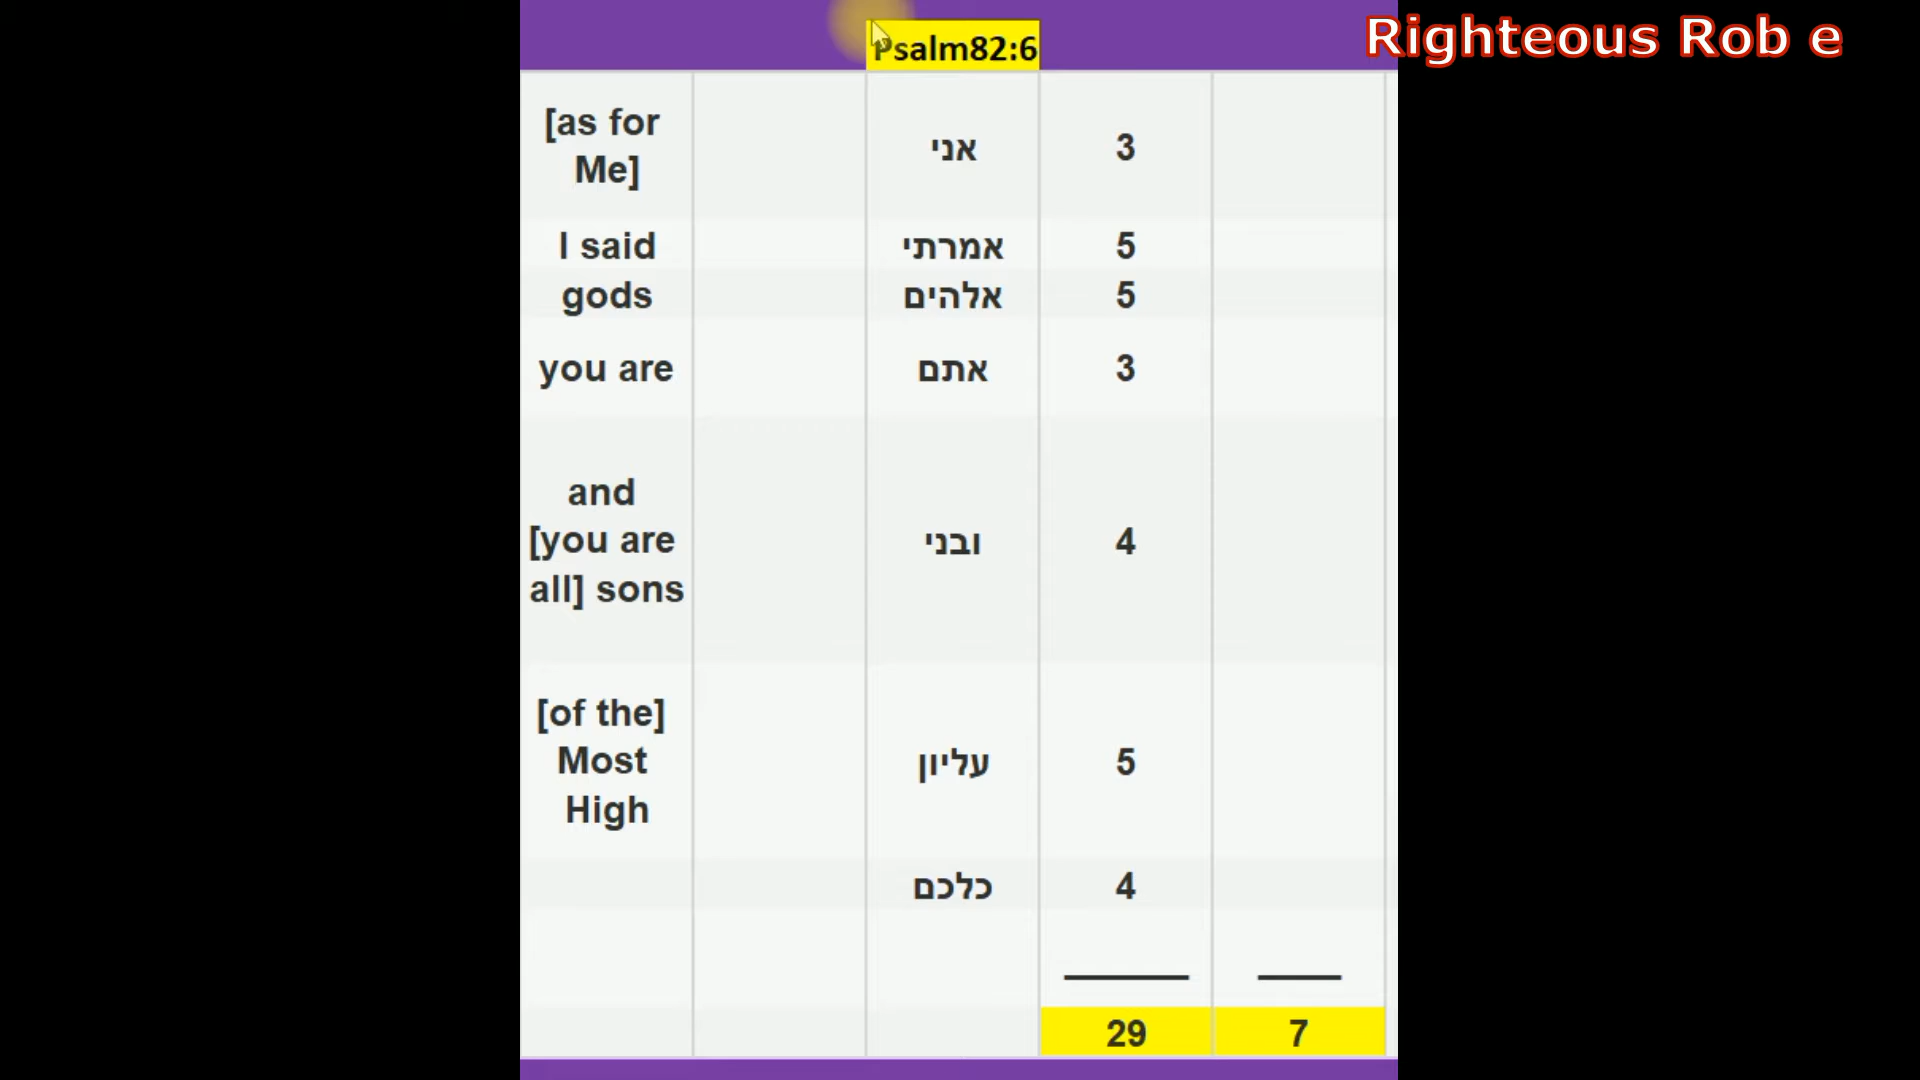 Righteous Rob e
Psalm82:6
[as for
Me]
אני
3
I said
אמרתי
5
gods
אלהים
5
you are
אתם
3
and
[you are
all] sons
ובני
4
[of the]
Most
High
עליון
5
כלכם
4
29
7